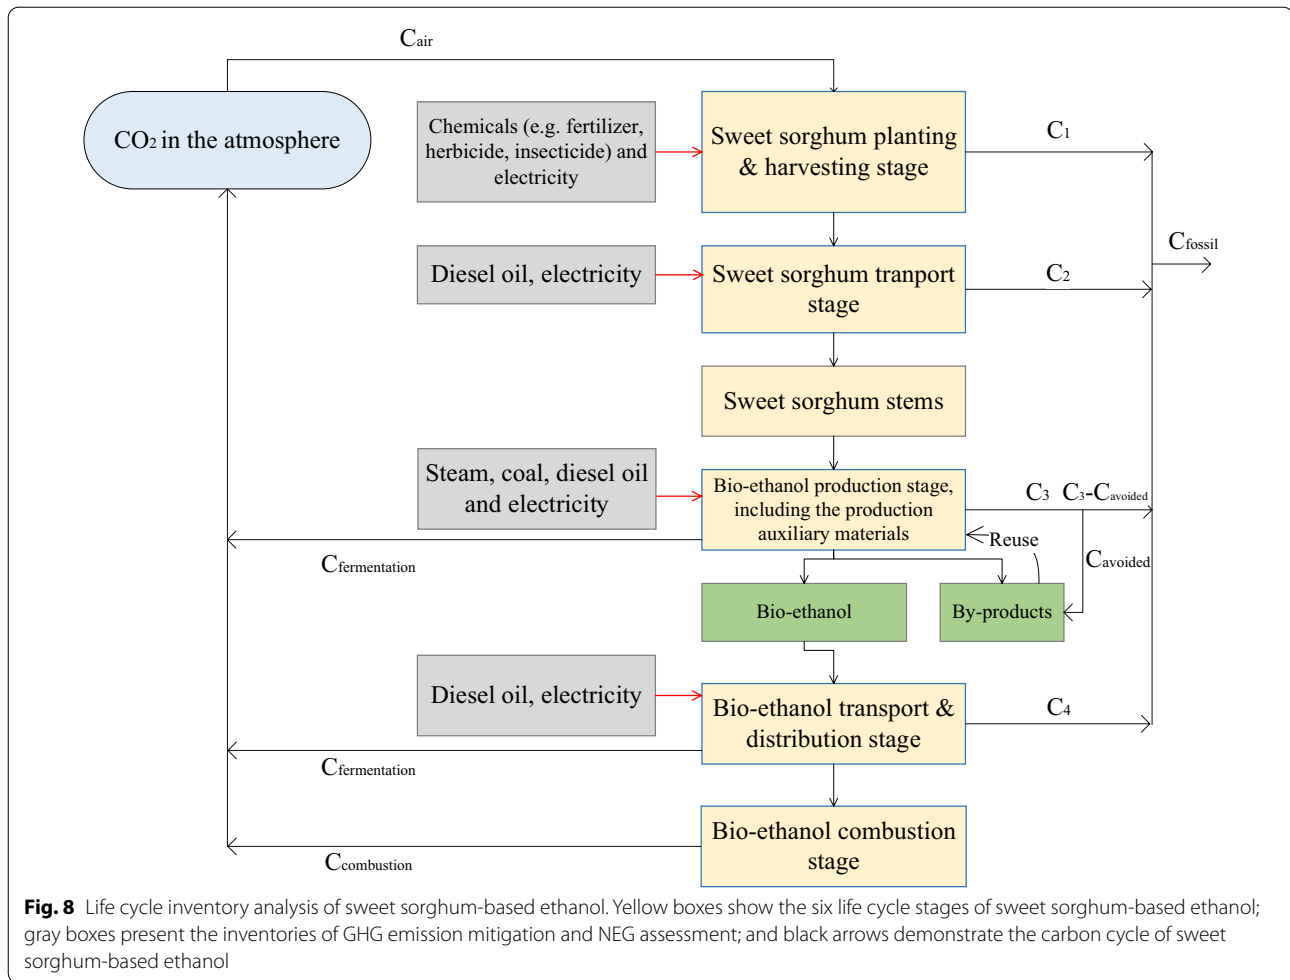 Cair
CO2 in the atmosphere
Chemicals (e.g. fertilizer,
herbicide, insecticide) and
electricity
Sweet sorghum planting
& harvesting stage
C1
Cfossil
Diesel oil, electricity
Sweet sorghum tranport
stage
C2
Sweet sorghum stems
Steam, coal, diesel oil
and electricity
Bio-ethanol production stage,
including the production
auxiliary materials
C3 C3-Cavoided
Reuse
Cavoided
Cfermentation
Bio-ethanol
By-products
Diesel oil, electricity
Bio-ethanol transport &
distribution stage
C4
Cfermentation
Bio-ethanol combustion
stage
Ccombustion
Fig. 8 Life cycle inventory analysis of sweet sorghum-based ethanol. Yellow boxes show the six life cycle stages of sweet sorghum-based ethanol;
gray boxes present the inventories of GHG emission mitigation and NEG assessment; and black arrows demonstrate the carbon cycle of sweet
sorghum-based ethanol